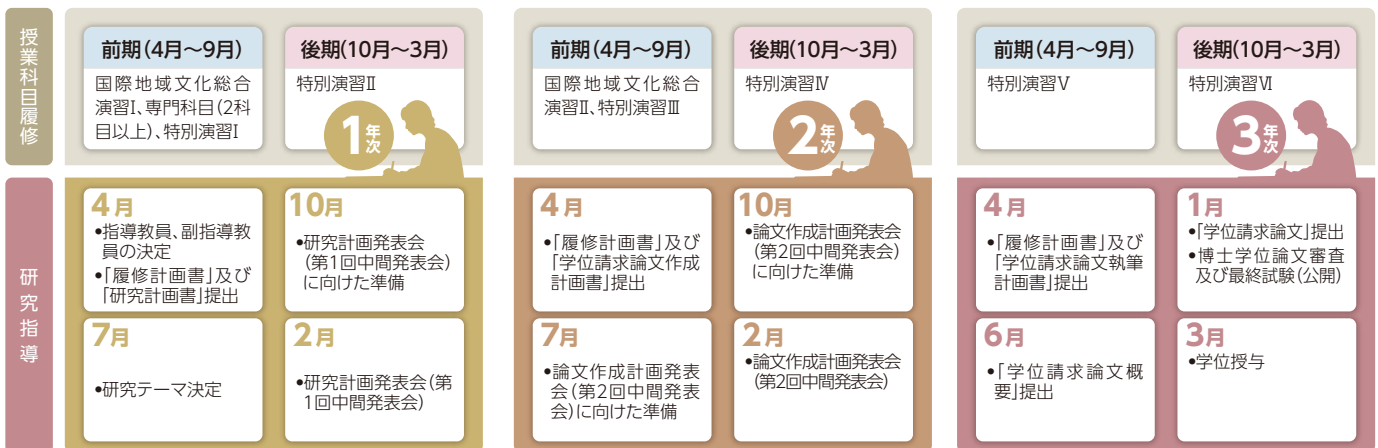 授業科目履修
前期(4月〜9月)
国際地域文化総合
演習Ⅰ、専門科目(2科
目以上)、特別演習Ⅰ
後期(10月〜3月)
特別演習Ⅱ
1年次
前期(4月〜9月)
国際地域文化総合
演習Ⅱ、特別演習Ⅲ
後期(10月〜3月)
特別演習Ⅳ
2年次
前期(4月〜9月)
特別演習Ⅴ
後期(10月〜3月)
特別演習Ⅵ
3年次
研究指導
4月
•指導教員、副指導教
員の決定
•「履修計画書」及び
「研究計画書」提出
10月
•研究計画発表会
(第1回中間発表会)
に向けた準備
7月
•研究テーマ決定
2月
•研究計画発表会(第
1回中間発表会)
4月
•「履修計画書」及び
「学位請求論文作成
計画書」提出
10月
•論文作成計画発表会
(第2回中間発表会)
に向けた準備
7月
•論文作成計画発表
会(第2回中間発表
会)に向けた準備
2月
•論文作成計画発表会
(第2回中間発表会)
4月
•「履修計画書」及び
「学位請求論文執筆
計画書」提出
1月
•「学位請求論文」提出
•博士学位論文審査
及び最終試験(公開)
6月
•「学位請求論文概
要」提出
3月
•学位授与